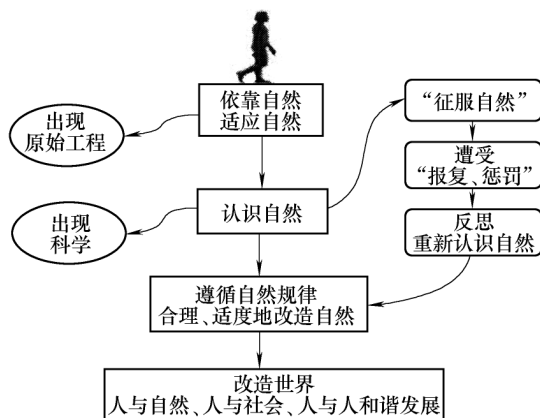 依靠自然
适应自然
出现
原始工程
“征服自然”
遭受
“报复、惩罚”
认识自然
出现
科学
反思
重新认识自然
遵循自然规律
合理、适度地改造自然
改造世界
人与自然、人与社会、人与人和谐发展